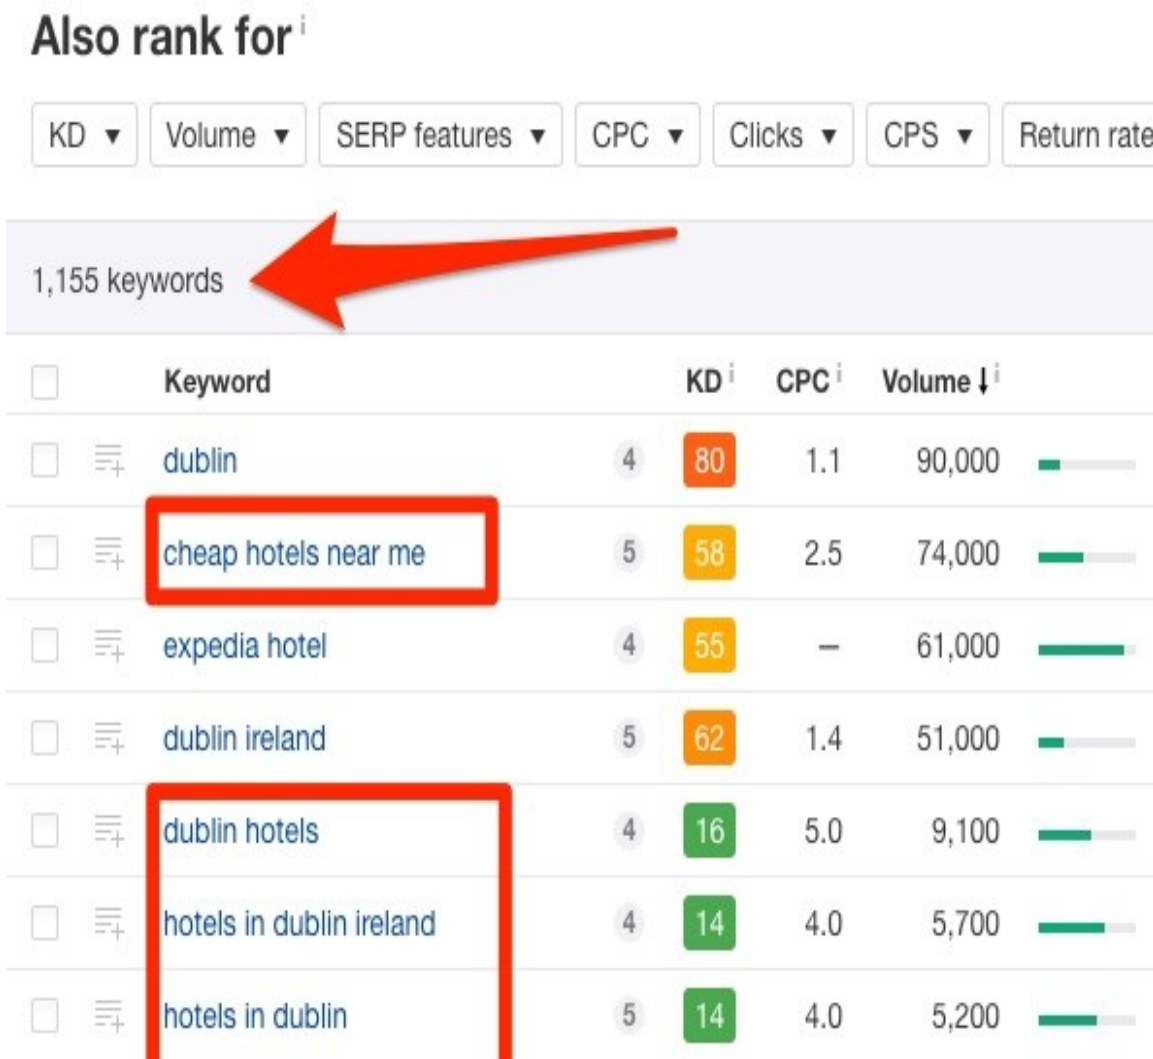 Also rank for i
KD ▼ Volume ▼ SERP features ▼ CPC ▼ Clicks ▼ CPS ▼ Return rate
1,155 keywords
Keyword KD i CPC i Volume ↓ i
dublin 4 80 1.1 90,000
cheap hotels near me 5 58 2.5 74,000
expedia hotel 4 55 – 61,000
dublin ireland 5 62 1.4 51,000
dublin hotels 4 16 5.0 9,100
hotels in dublin ireland 4 14 4.0 5,700
hotels in dublin 5 14 4.0 5,200